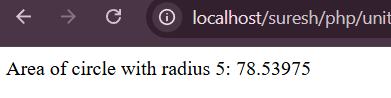 localhost/suresh/php/unit
Area of circle with radius 5: 78.53975